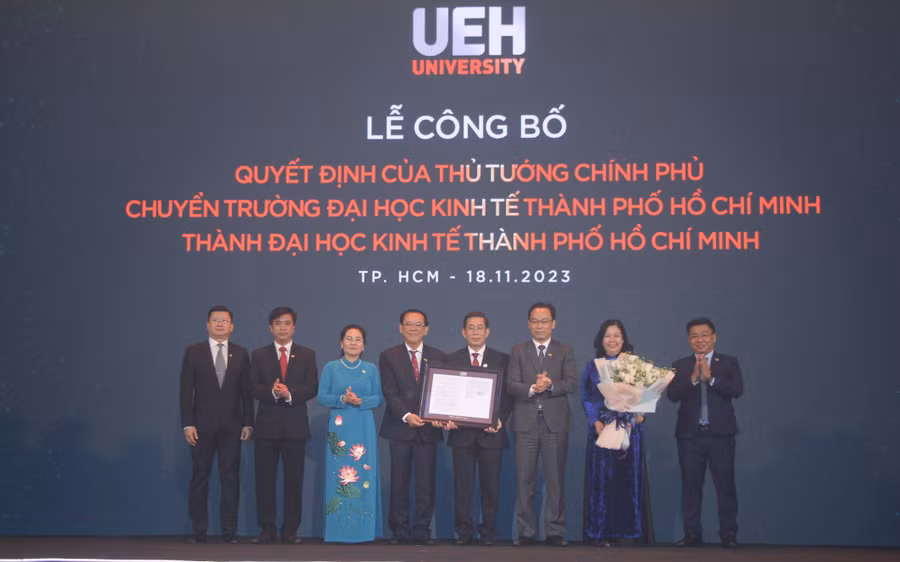 UEH
UNIVERSITY
LỄ CÔNG BỐ
QUYẾT ĐỊNH CỦA THỦ TƯỚNG CHÍNH PHỦ
CHUYỂN TRƯỜNG ĐẠI HỌC KINH TẾ THÀNH PHỐ HỒ CHÍ MINH
THÀNH ĐẠI HỌC KINH TẾ THÀNH PHỐ HỒ CHÍ MINH
TP. HCM - 18.11.2023